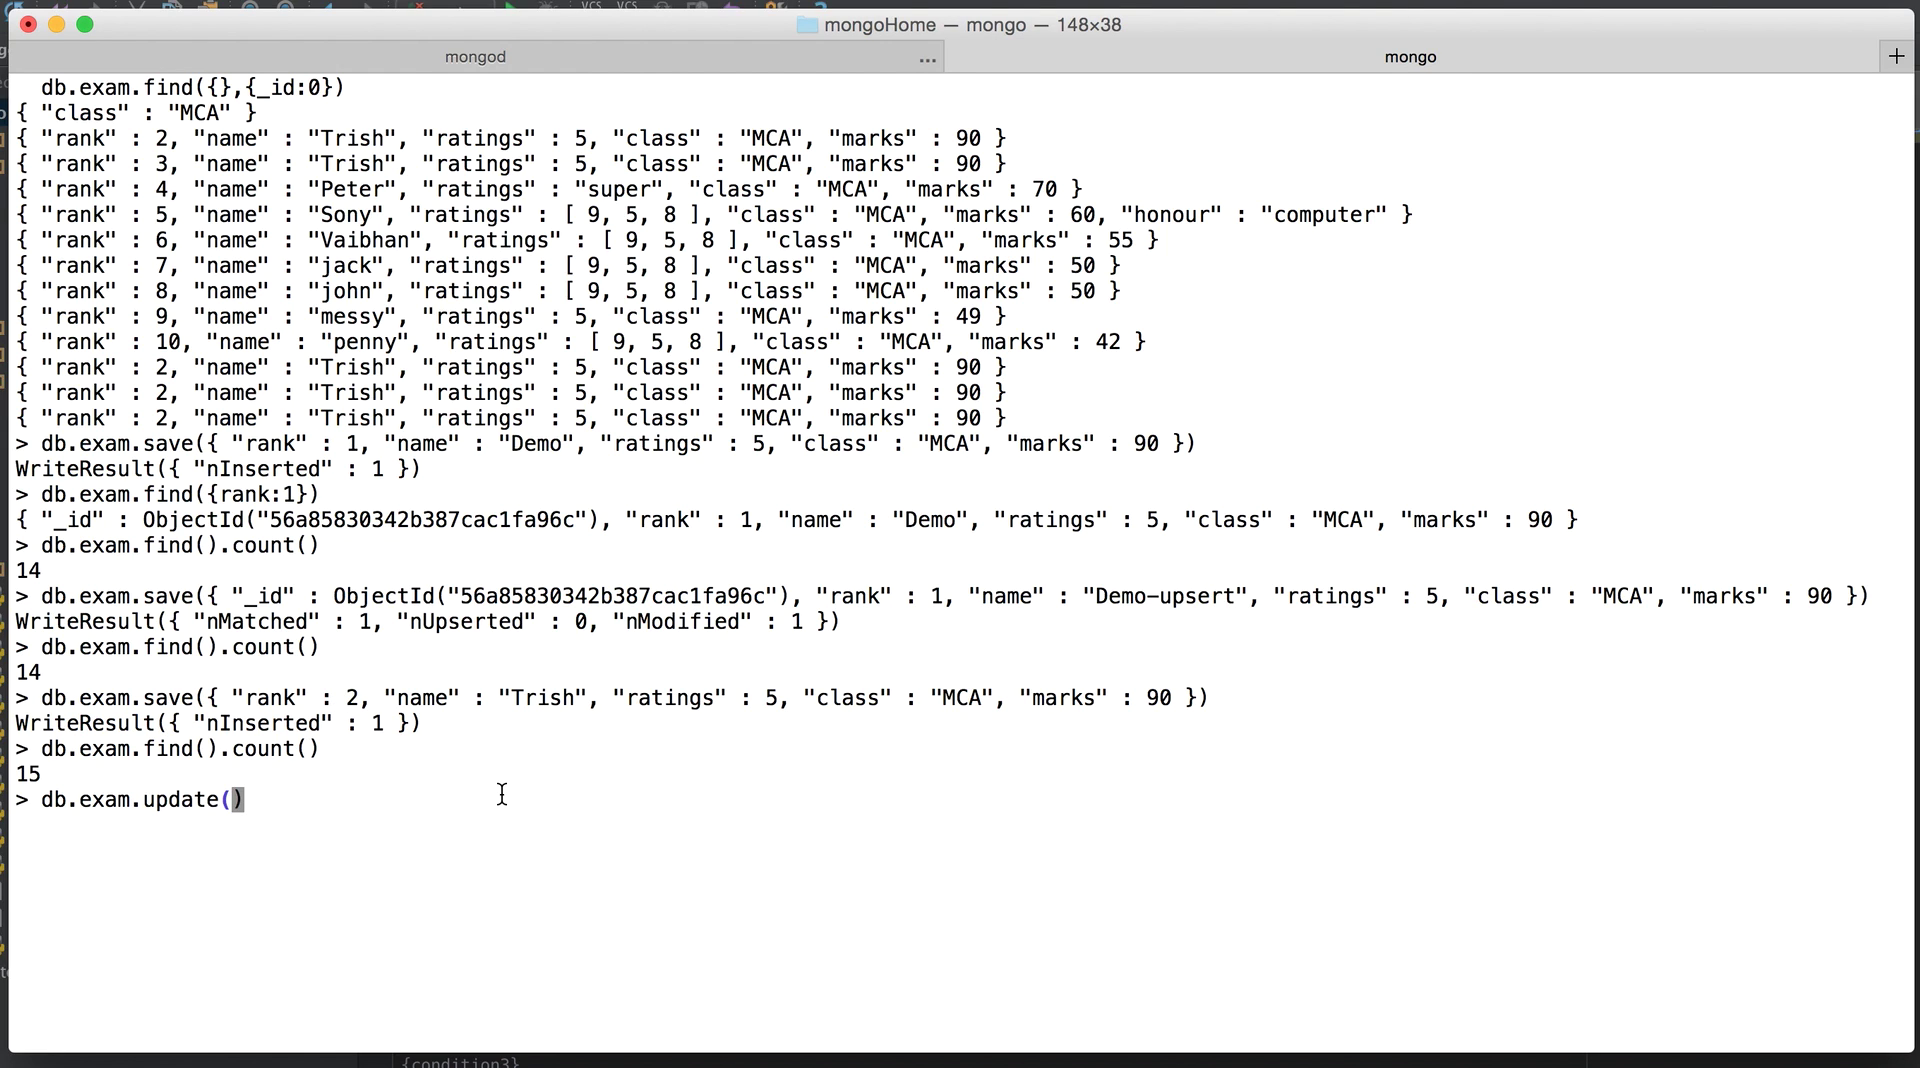 VCS VCS
mongoHome — mongo — 148×38
mongod ... mongo +
db.exam.find({},{_id:0})
{ "class" : "MCA" }
{ "rank" : 2, "name" : "Trish", "ratings" : 5, "class" : "MCA", "marks" : 90 }
{ "rank" : 3, "name" : "Trish", "ratings" : 5, "class" : "MCA", "marks" : 90 }
{ "rank" : 4, "name" : "Peter", "ratings" : "super", "class" : "MCA", "marks" : 70 }
{ "rank" : 5, "name" : "Sony", "ratings" : [ 9, 5, 8 ], "class" : "MCA", "marks" : 60, "honour" : "computer" }
{ "rank" : 6, "name" : "Vaibhan", "ratings" : [ 9, 5, 8 ], "class" : "MCA", "marks" : 55 }
{ "rank" : 7, "name" : "jack", "ratings" : [ 9, 5, 8 ], "class" : "MCA", "marks" : 50 }
{ "rank" : 8, "name" : "john", "ratings" : [ 9, 5, 8 ], "class" : "MCA", "marks" : 50 }
{ "rank" : 9, "name" : "messy", "ratings" : 5, "class" : "MCA", "marks" : 49 }
{ "rank" : 10, "name" : "penny", "ratings" : [ 9, 5, 8 ], "class" : "MCA", "marks" : 42 }
{ "rank" : 2, "name" : "Trish", "ratings" : 5, "class" : "MCA", "marks" : 90 }
{ "rank" : 2, "name" : "Trish", "ratings" : 5, "class" : "MCA", "marks" : 90 }
{ "rank" : 2, "name" : "Trish", "ratings" : 5, "class" : "MCA", "marks" : 90 }
> db.exam.save({ "rank" : 1, "name" : "Demo", "ratings" : 5, "class" : "MCA", "marks" : 90 })
WriteResult({ "nInserted" : 1 })
> db.exam.find({rank:1})
{ "_id" : ObjectId("56a85830342b387cac1fa96c"), "rank" : 1, "name" : "Demo", "ratings" : 5, "class" : "MCA", "marks" : 90 }
> db.exam.find().count()
14
> db.exam.save({ "_id" : ObjectId("56a85830342b387cac1fa96c"), "rank" : 1, "name" : "Demo-upsert", "ratings" : 5, "class" : "MCA", "marks" : 90 })
WriteResult({ "nMatched" : 1, "nUpserted" : 0, "nModified" : 1 })
> db.exam.find().count()
14
> db.exam.save({ "rank" : 2, "name" : "Trish", "ratings" : 5, "class" : "MCA", "marks" : 90 })
WriteResult({ "nInserted" : 1 })
> db.exam.find().count()
15
> db.exam.update()
{condition3}